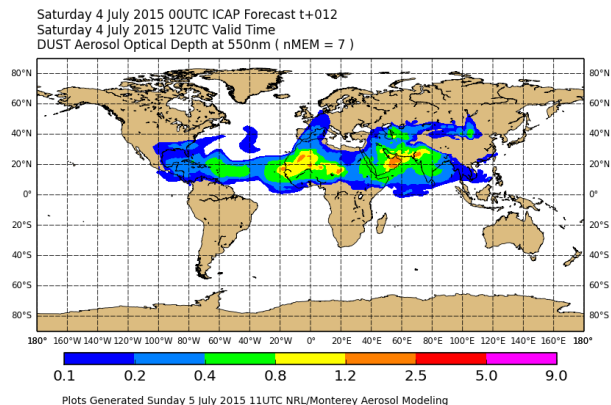 Saturday 4 July 2015 00UTC ICAP Forecast t+012
Saturday 4 July 2015 12UTC Valid Time
DUST Aerosol Optical Depth at 550nm ( nMEM = 7 )
80°N 80°N
60°N 60°N
40°N 40°N
20°N 20°N
0° 0°
20°S 20°S
40°S 40°S
60°S 60°S
80°S 80°S
180° 160°W 140°W 120°W 100°W 80°W 60°W 40°W 20°W 0° 20°E 40°E 60°E 80°E 100°E 120°E 140°E 160°E 180°
0.1 0.2 0.4 0.8 1.2 2.5 5.0 9.0
Plots Generated Sunday 5 July 2015 11UTC NRL/Monterey Aerosol Modeling